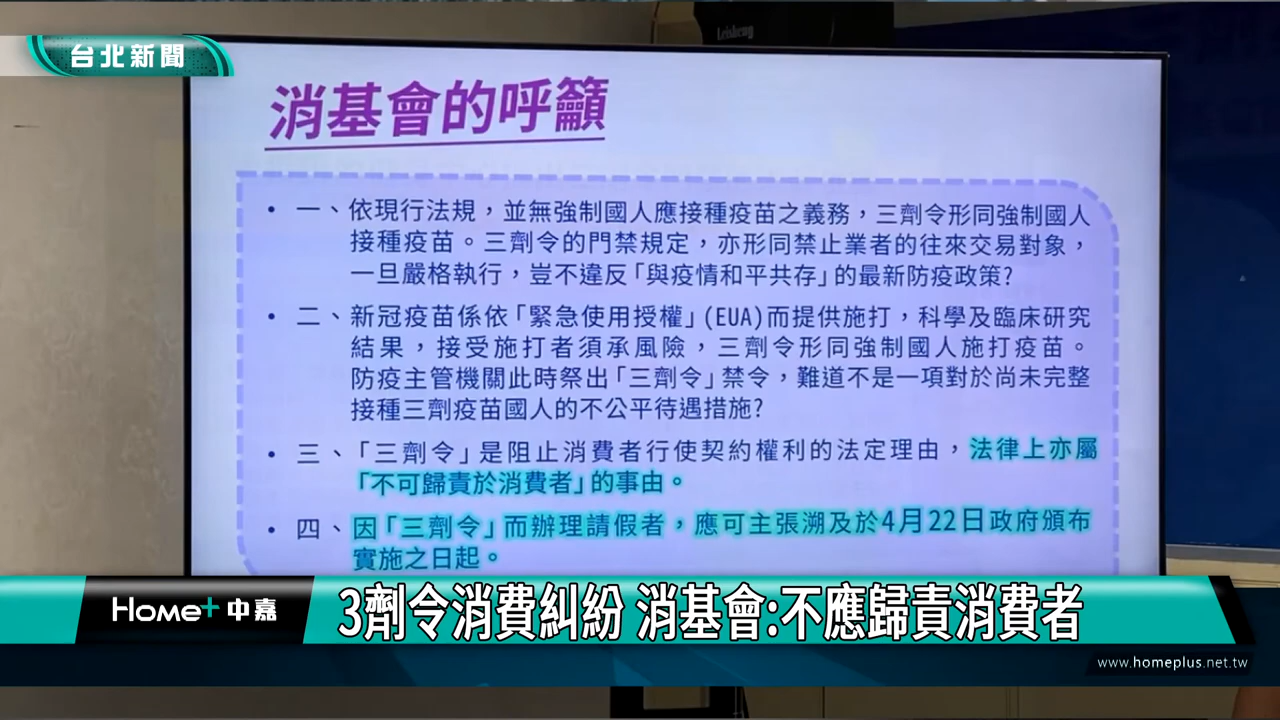 Leisheng
台北新聞
消基會的呼籲
• 一、依現行法規，並無強制國人應接種疫苗之義務，三劑令形同強制國人
接種疫苗。三劑令的門禁規定，亦形同禁止業者的往來交易對象，
一旦嚴格執行，豈不違反「與疫情和平共存」的最新防疫政策?
• 二、新冠疫苗係依「緊急使用授權」(EUA)而提供施打，科學及臨床研究
結果，接受施打者須承風險，三劑令形同強制國人施打疫苗。
防疫主管機關此時祭出「三劑令」禁令，難道不是一項對於尚未完整
接種三劑疫苗國人的不公平待遇措施?
• 三、「三劑令」是阻止消費者行使契約權利的法定理由，法律上亦屬
「不可歸責於消費者」的事由。
• 四、因「三劑令」而辦理請假者，應可主張溯及於4月22日政府頒布
實施之日起。
Home+ 中嘉
3劑令消費糾紛 消基會:不應歸責消費者
www.homeplus.net.tw